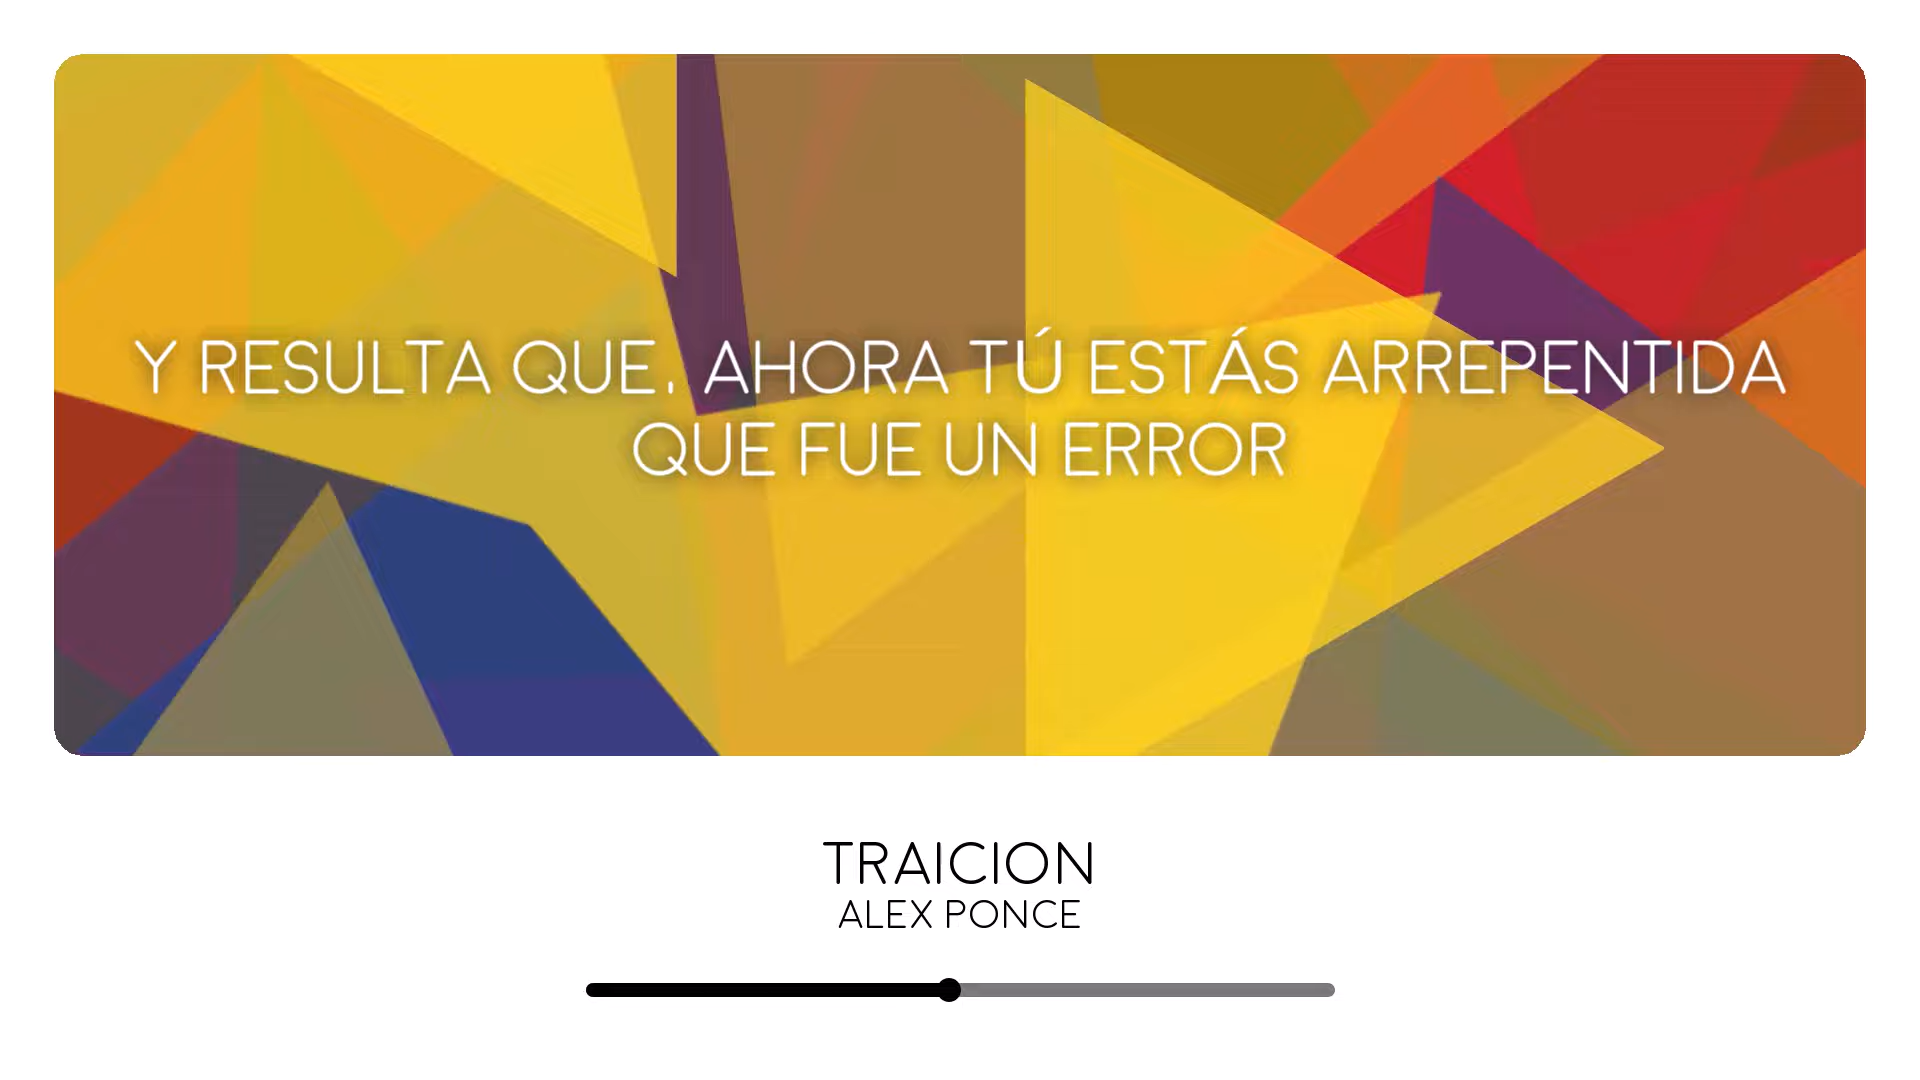 Y RESULTA QUE, AHORA TÚ ESTÁS ARREPENTIDA
QUE FUE UN ERROR
TRAICION
ALEX PONCE